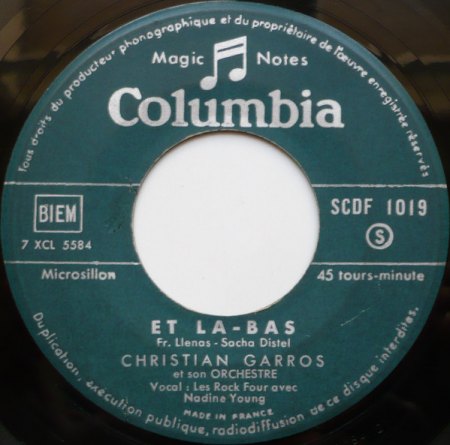 Tous droits du producteur phonographique et du propriétaire de l'œuvre enregistrée réservés.
Magic Notes
Columbia
BIEM
7 XCL 5584
SCDF 1019
S
Microsillon
45 tours-minute
ET LA-BAS
Fr. Llenas - Sacha Distel
CHRISTIAN GARROS
et son ORCHESTRE
Vocal : Les Rock Four avec
Nadine Young
MADE IN FRANCE
Duplication, exécution publique, radiodiffusion de ce disque interdites.